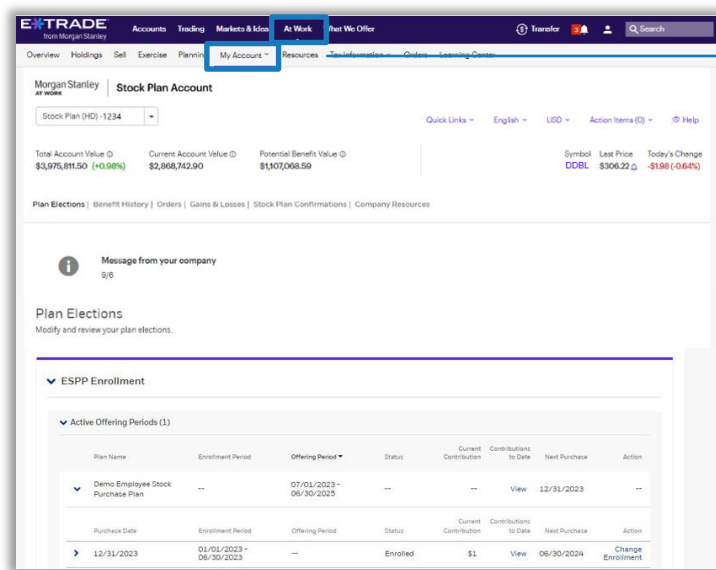 E*TRADE
from Morgan Stanley
Accounts Trading Markets & Ideas At Work What We Offer Transfer 3 Search
Overview Holdings Sell Exercise Planning My Account Resources Tax Information Orders Learning Center
Morgan Stanley
AT WORK
Stock Plan Account
Stock Plan (HD) -1234
Quick Links English USD Action Items (0) Help
Total Account Value Current Account Value Potential Benefit Value Symbol Last Price Today's Change
$3,975,811.50 (+0.98%) $2,868,742.90 $1,107,068.59 DDBL $306.22 -$1.98 (-0.64%)
Plan Elections | Benefit History | Orders | Gains & Losses | Stock Plan Confirmations | Company Resources
Message from your company
9/6
Plan Elections
Modify and review your plan elections.
ESPP Enrollment
Active Offering Periods (1)
Plan Name Enrollment Period Offering Period Status Current Contribution Contributions to Date Next Purchase Action
Demo Employee Stock Purchase Plan -- 07/01/2023 - 06/30/2025 -- -- View 12/31/2023 --
Purchase Date Enrollment Period Offering Period Status Current Contribution Contributions to Date Next Purchase Action
12/31/2023 01/01/2023 - 06/30/2023 -- Enrolled $1 View 06/30/2024 Change Enrollment